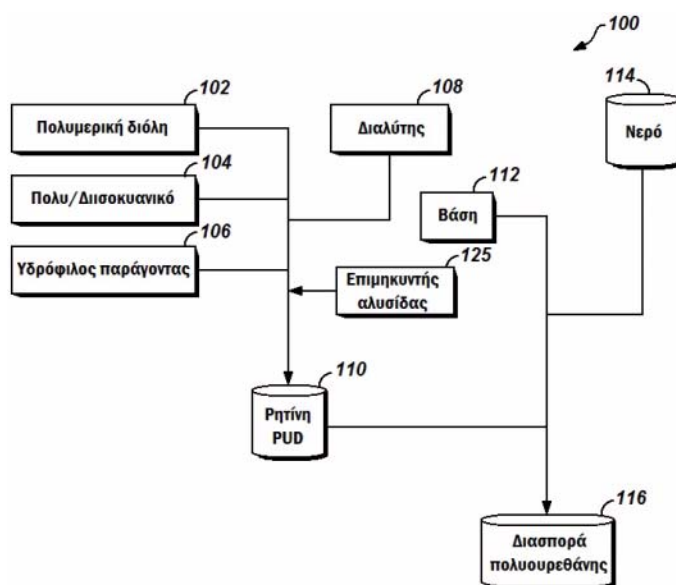 100
102
Πολυμερική διόλη
108
Διαλύτης
114
Νερό
104
Πολυ/Διισοκυανικό
112
Βάση
106
Υδρόφιλος παράγοντας
125
Επιμηκυντής
αλυσίδας
110
Ρητίνη
PUD
116
Διασπορά
πολυουρεθάνης